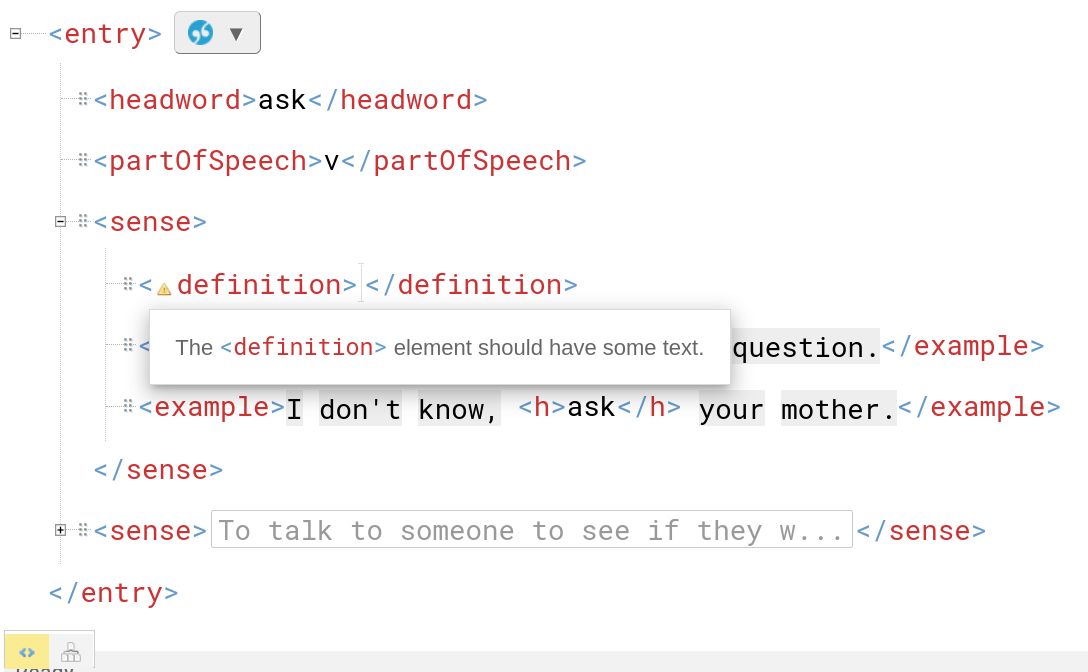 <entry>
<headword>ask</headword>
<partOfSpeech>v</partOfSpeech>
<sense>
<definition></definition>
The <definition> element should have some text.
< question.</example>
<example>I don't know, <h>ask</h> your mother.</example>
</sense>
<sense>To talk to someone to see if they w...</sense>
</entry>